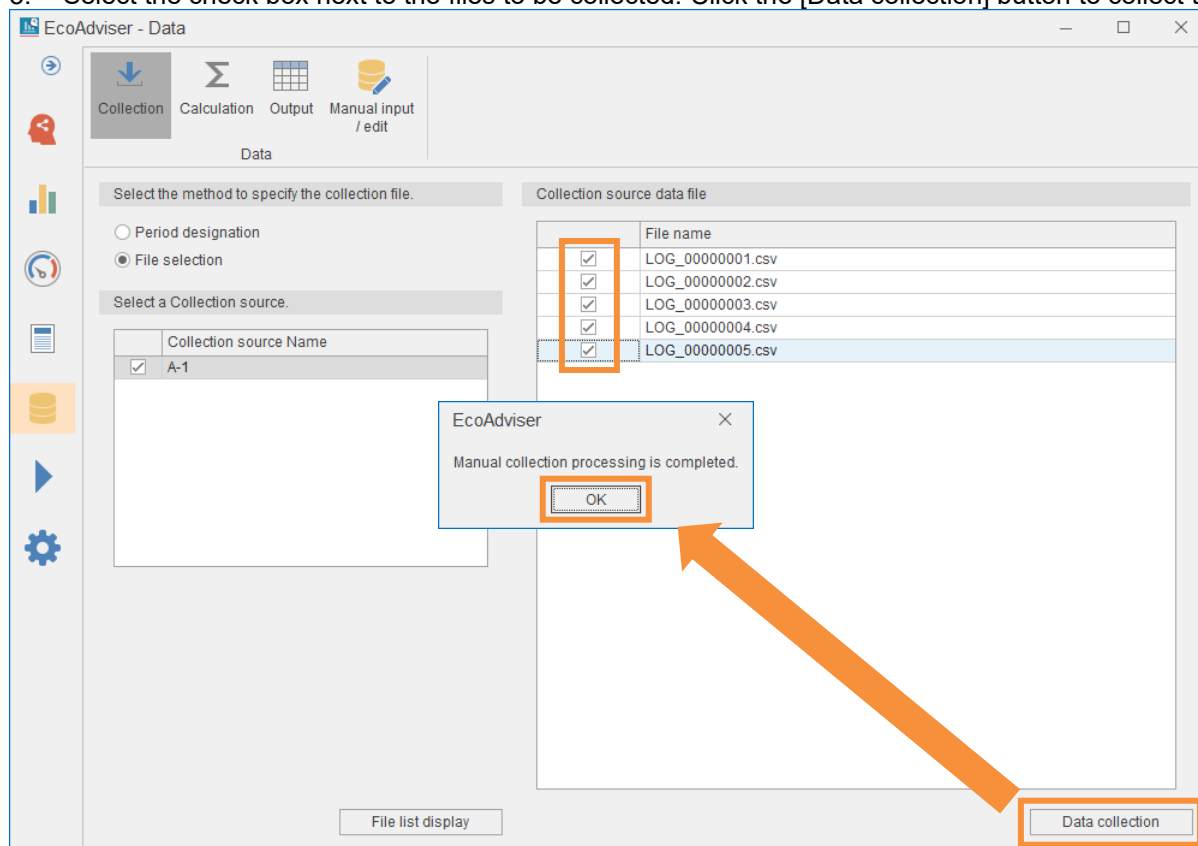 Select the check box next to the files to be collected. Click the [Data collection] button to collect
EcoAdviser - Data
Collection
Calculation
Output
Manual input
/ edit
Data
Select the method to specify the collection file.
Period designation
File selection
Select a Collection source.
Collection source Name
A-1
Collection source data file
File name
LOG_00000001.csv
LOG_00000002.csv
LOG_00000003.csv
LOG_00000004.csv
LOG_00000005.csv
EcoAdviser
Manual collection processing is completed.
OK
File list display
Data collection